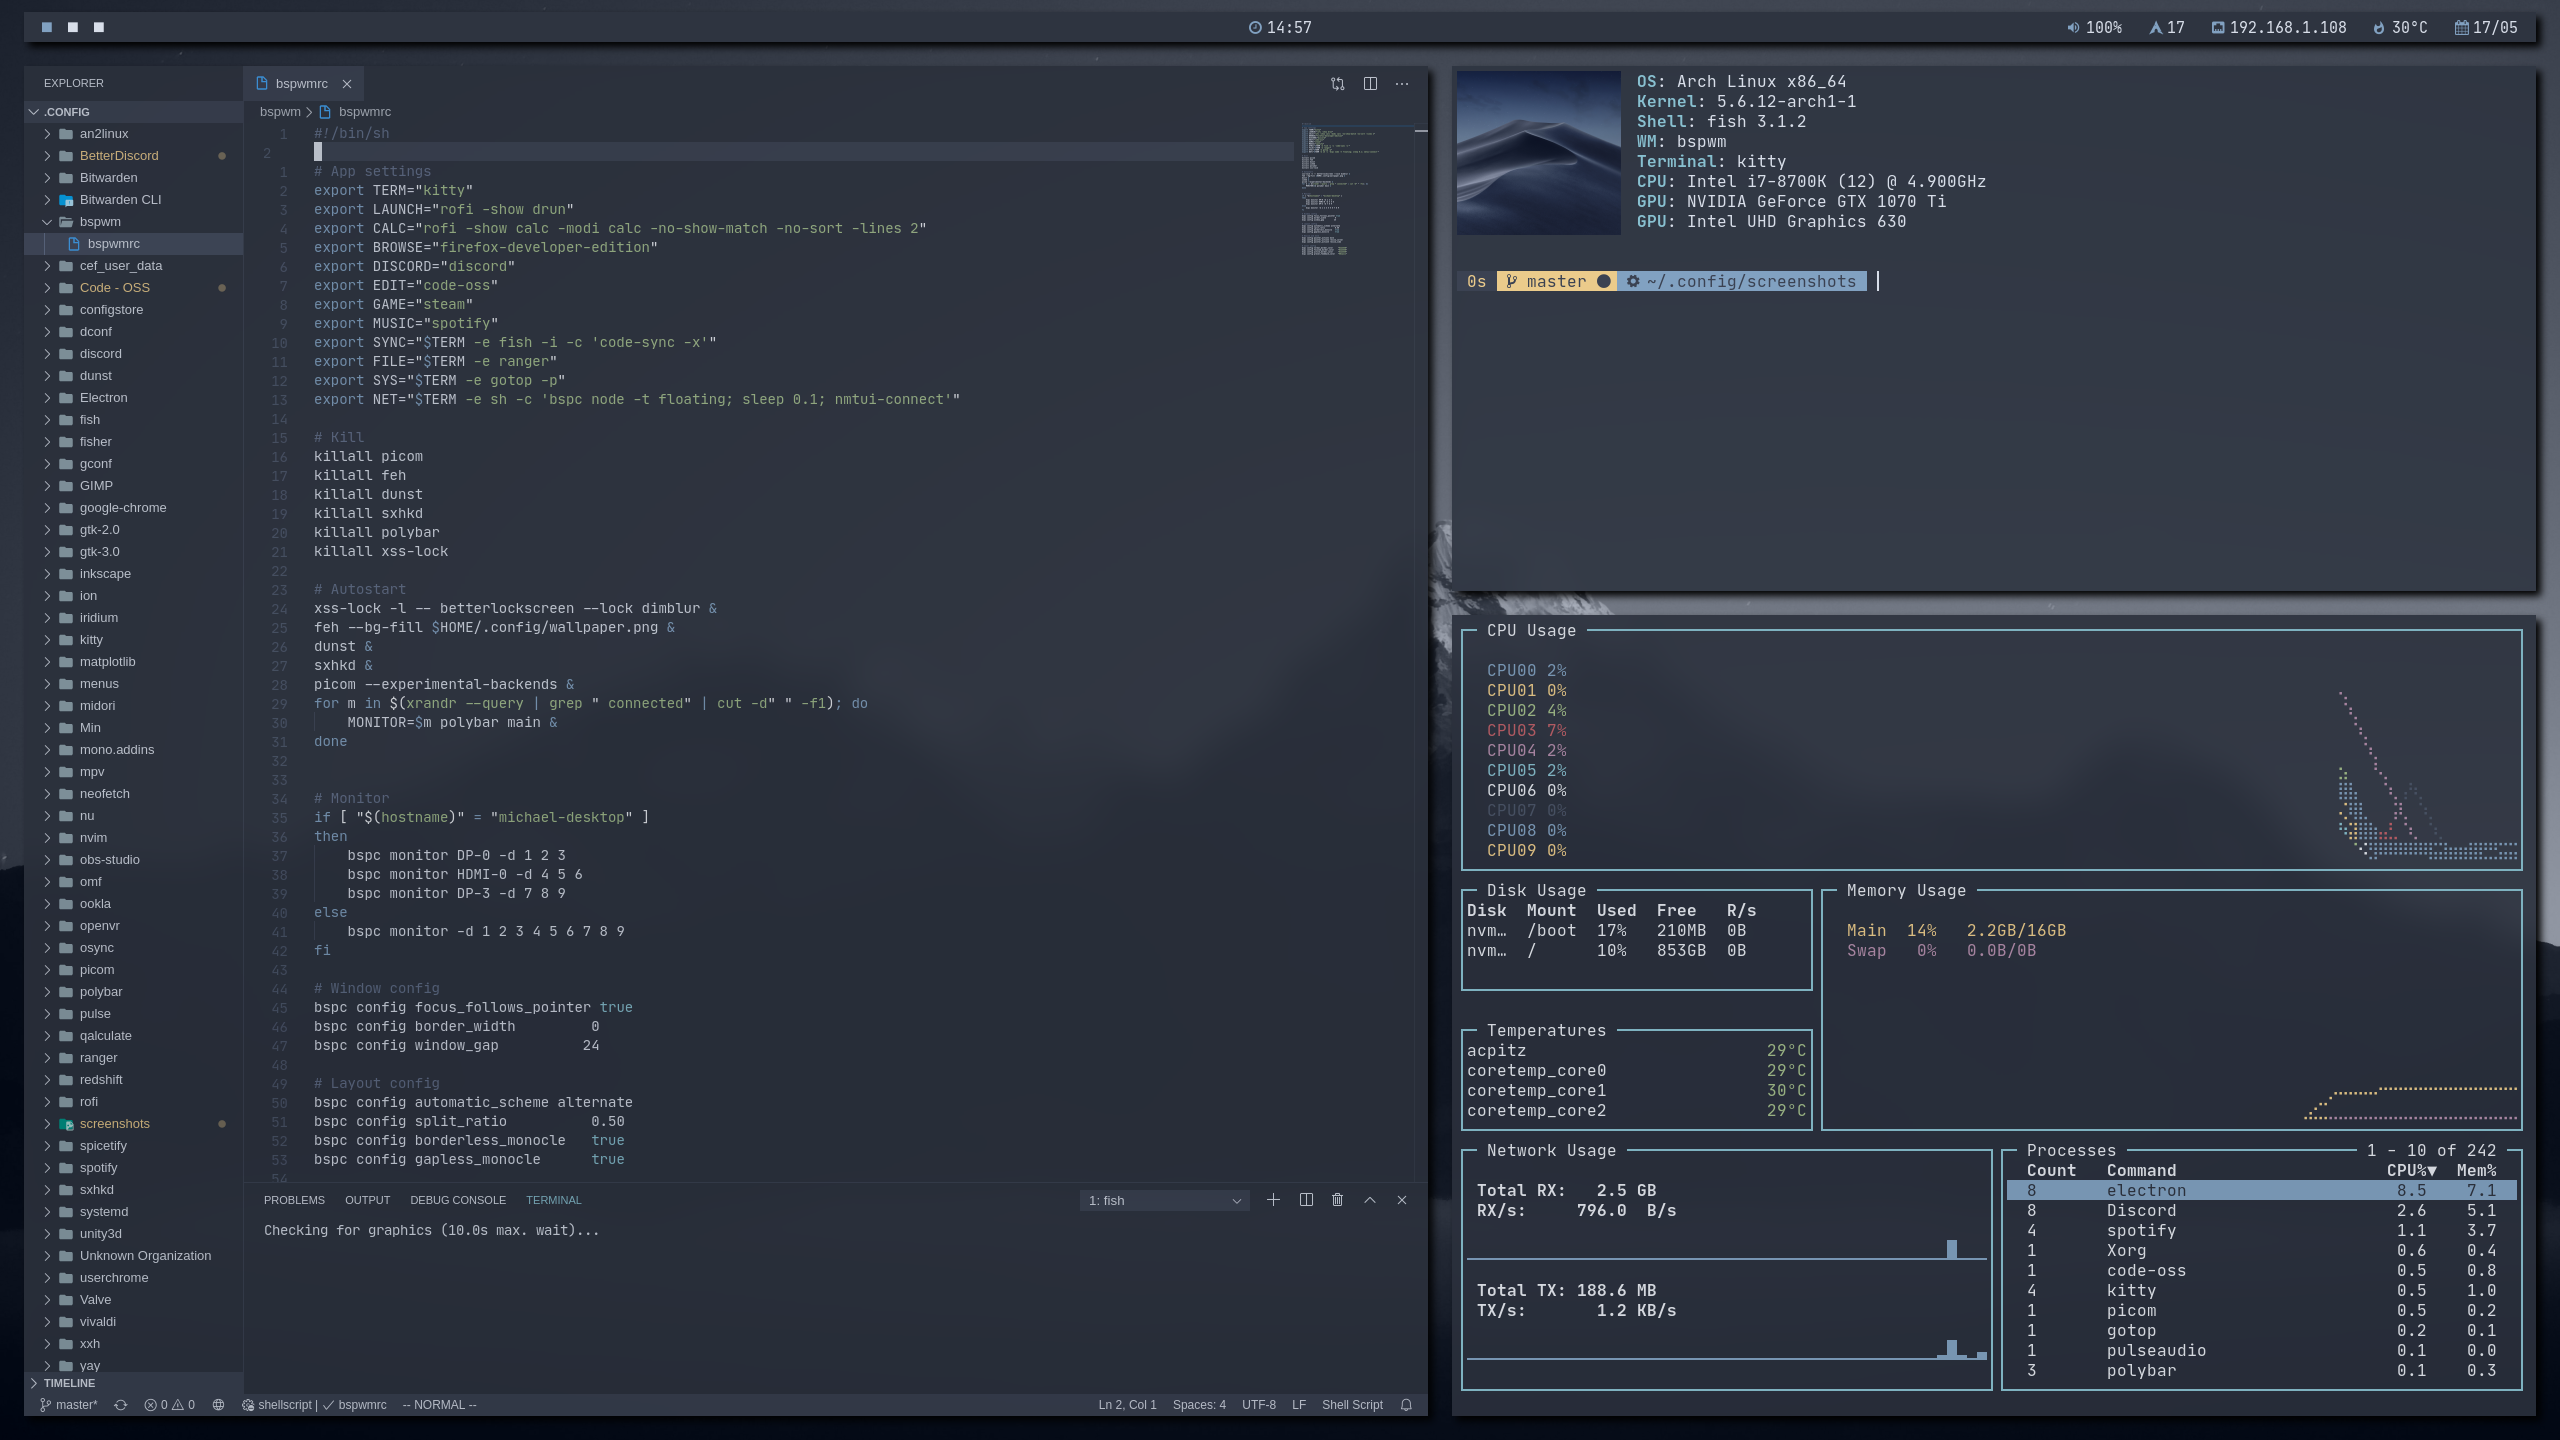 14:57
100% 17 192.168.1.108 30°C 17/05
EXPLORER
.CONFIG
an2linux
BetterDiscord
Bitwarden
Bitwarden CLI
bspwm
bspwmrc
cef_user_data
Code - OSS
configstore
dconf
discord
dunst
Electron
fish
fisher
gconf
GIMP
google-chrome
gtk-2.0
gtk-3.0
inkscape
ion
iridium
kitty
matplotlib
menus
midori
Min
mono.addins
mpv
neofetch
nu
nvim
obs-studio
omf
ookla
openvr
osync
picom
polybar
pulse
qalculate
ranger
redshift
rofi
screenshots
spicetify
spotify
sxhkd
systemd
unity3d
Unknown Organization
userchrome
Valve
vivaldi
xxh
yay
TIMELINE
bspwmrc
bspwm bspwmrc
1 #!/bin/sh
2
1 # App settings
2 export TERM="kitty"
3 export LAUNCH="rofi -show drun"
4 export CALC="rofi -show calc -modi calc -no-show-match -no-sort -lines 2"
5 export BROWSE="firefox-developer-edition"
6 export DISCORD="discord"
7 export EDIT="code-oss"
8 export GAME="steam"
9 export MUSIC="spotify"
10 export SYNC="$TERM -e fish -i -c 'code-sync -x'"
11 export FILE="$TERM -e ranger"
12 export SYS="$TERM -e gotop -p"
13 export NET="$TERM -e sh -c 'bspc node -t floating; sleep 0.1; nmtui-connect'"
14
15 # Kill
16 killall picom
17 killall feh
18 killall dunst
19 killall sxhkd
20 killall polybar
21 killall xss-lock
22
23 # Autostart
24 xss-lock -l -- betterlockscreen --lock dimblur &
25 feh --bg-fill $HOME/.config/wallpaper.png &
26 dunst &
27 sxhkd &
28 picom --experimental-backends &
29 for m in $(xrandr --query | grep " connected" | cut -d" " -f1); do
30 MONITOR=$m polybar main &
31 done
32
33
34 # Monitor
35 if [ "$(hostname)" = "michael-desktop" ]
36 then
37 bspc monitor DP-0 -d 1 2 3
38 bspc monitor HDMI-0 -d 4 5 6
39 bspc monitor DP-3 -d 7 8 9
40 else
41 bspc monitor -d 1 2 3 4 5 6 7 8 9
42 fi
43
44 # Window config
45 bspc config focus_follows_pointer true
46 bspc config border_width 0
47 bspc config window_gap 24
48
49 # Layout config
50 bspc config automatic_scheme alternate
51 bspc config split_ratio 0.50
52 bspc config borderless_monocle true
53 bspc config gapless_monocle true
54
PROBLEMS OUTPUT DEBUG CONSOLE TERMINAL 1: fish
Checking for graphics (10.0s max. wait)...
master* 0 0 shellscript | bspwmrc -- NORMAL -- Ln 2, Col 1 Spaces: 4 UTF-8 LF Shell Script
OS: Arch Linux x86_64
Kernel: 5.6.12-arch1-1
Shell: fish 3.1.2
WM: bspwm
Terminal: kitty
CPU: Intel i7-8700K (12) @ 4.900GHz
GPU: NVIDIA GeForce GTX 1070 Ti
GPU: Intel UHD Graphics 630
0s master ~/.config/screenshots
CPU Usage
CPU00 2%
CPU01 0%
CPU02 4%
CPU03 7%
CPU04 2%
CPU05 2%
CPU06 0%
CPU07 0%
CPU08 0%
CPU09 0%
Disk Usage
Disk Mount Used Free R/s
nvm… /boot 17% 210MB 0B
nvm… / 10% 853GB 0B
Memory Usage
Main 14% 2.2GB/16GB
Swap 0% 0.0B/0B
Temperatures
acpitz 29°C
coretemp_core0 29°C
coretemp_core1 30°C
coretemp_core2 29°C
Network Usage
Total RX: 2.5 GB
RX/s: 796.0 B/s
Total TX: 188.6 MB
TX/s: 1.2 KB/s
Processes 1 - 10 of 242
Count Command CPU%▼ Mem%
8 electron 8.5 7.1
8 Discord 2.6 5.1
4 spotify 1.1 3.7
1 Xorg 0.6 0.4
1 code-oss 0.5 0.8
4 kitty 0.5 1.0
1 picom 0.5 0.2
1 gotop 0.2 0.1
1 pulseaudio 0.1 0.0
3 polybar 0.1 0.3